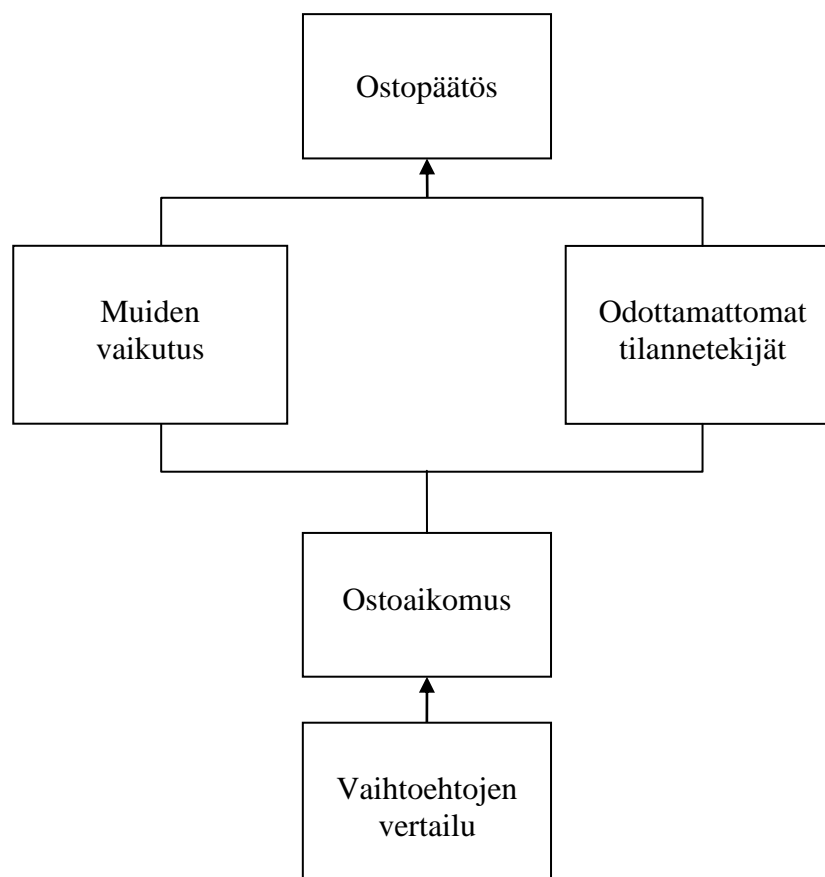 Ostopäätös
Muiden
vaikutus
Odottamattomat
tilannetekijät
Ostoaikomus
Vaihtoehtojen
vertailu